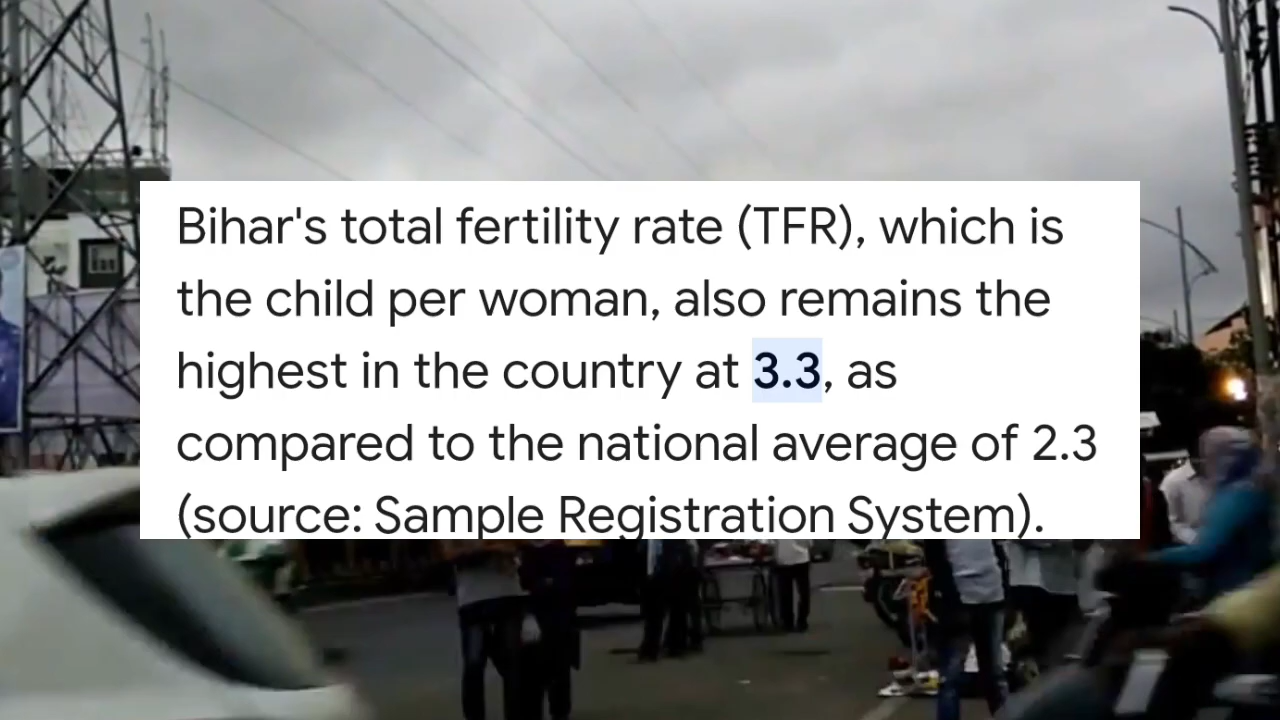 Bihar's total fertility rate (TFR), which is
the child per woman, also remains the
highest in the country at 3.3, as
compared to the national average of 2.3
(source: Sample Registration System).